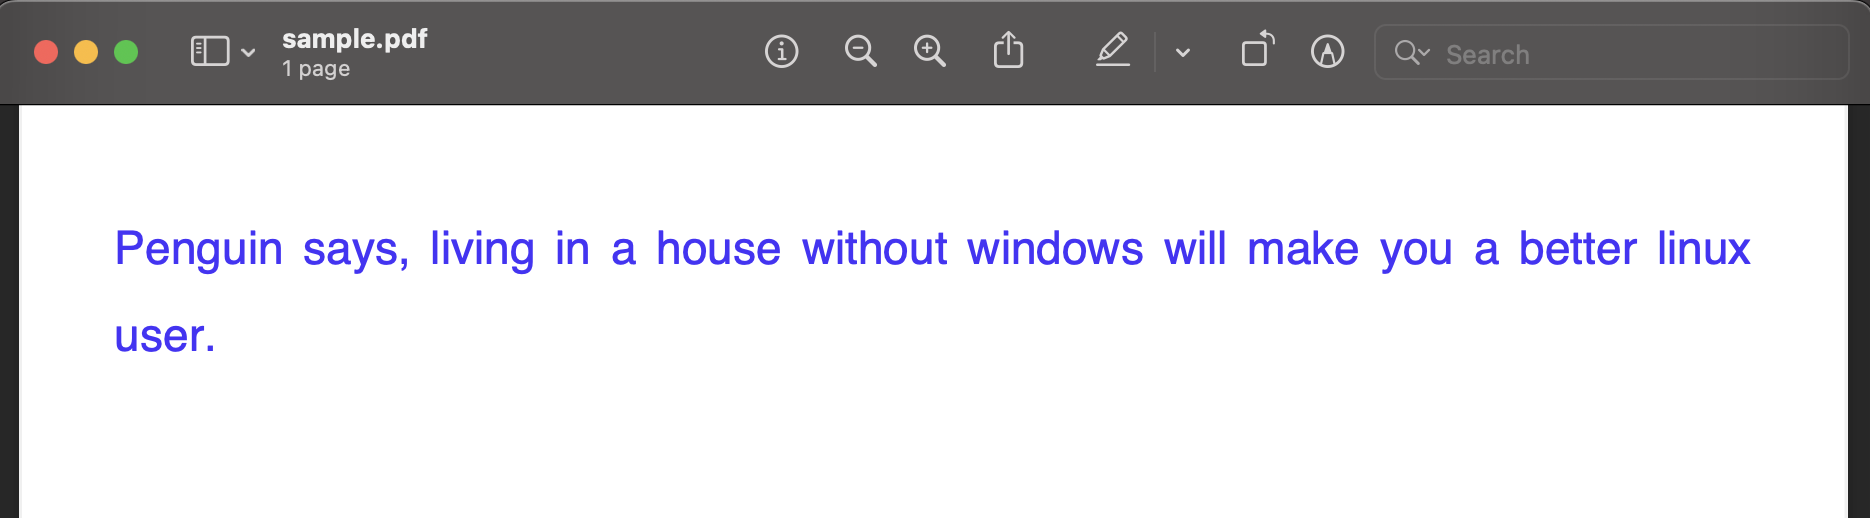 sample.pdf
1 page
Search
Penguin says, living in a house without windows will make you a better linux
user.